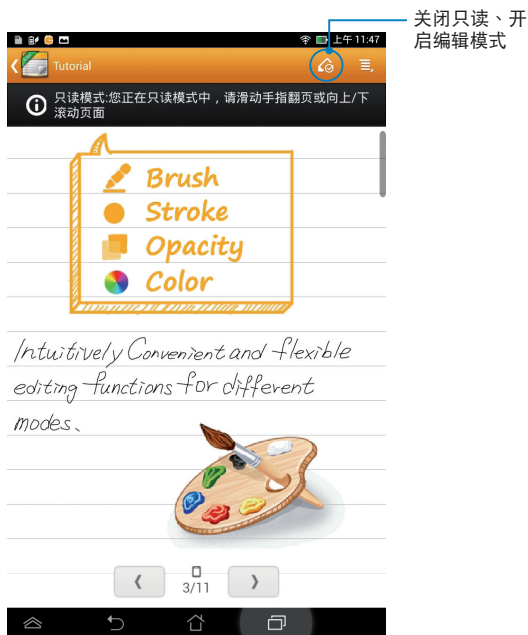 关闭只读、开
启编辑模式
上午11:47
Tutorial
只读模式:您正在只读模式中，请滑动手指翻页或向上/下
滚动页面
Brush
Stroke
Opacity
Color
Intuitively Convenient and flexible
editing functions for different
modes、
3/11